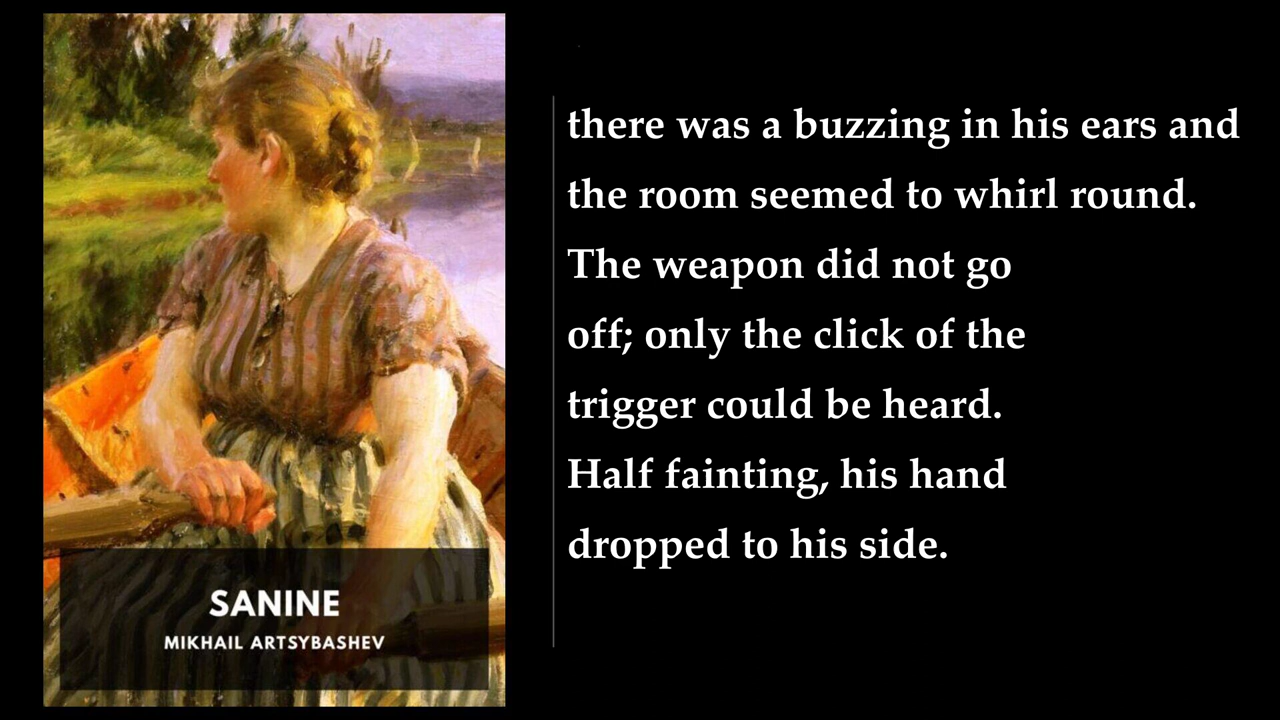 SANINE
MIKHAIL ARTSYBASHEV
there was a buzzing in his ears and
the room seemed to whirl round.
The weapon did not go
off; only the click of the
trigger could be heard.
Half fainting, his hand
dropped to his side.